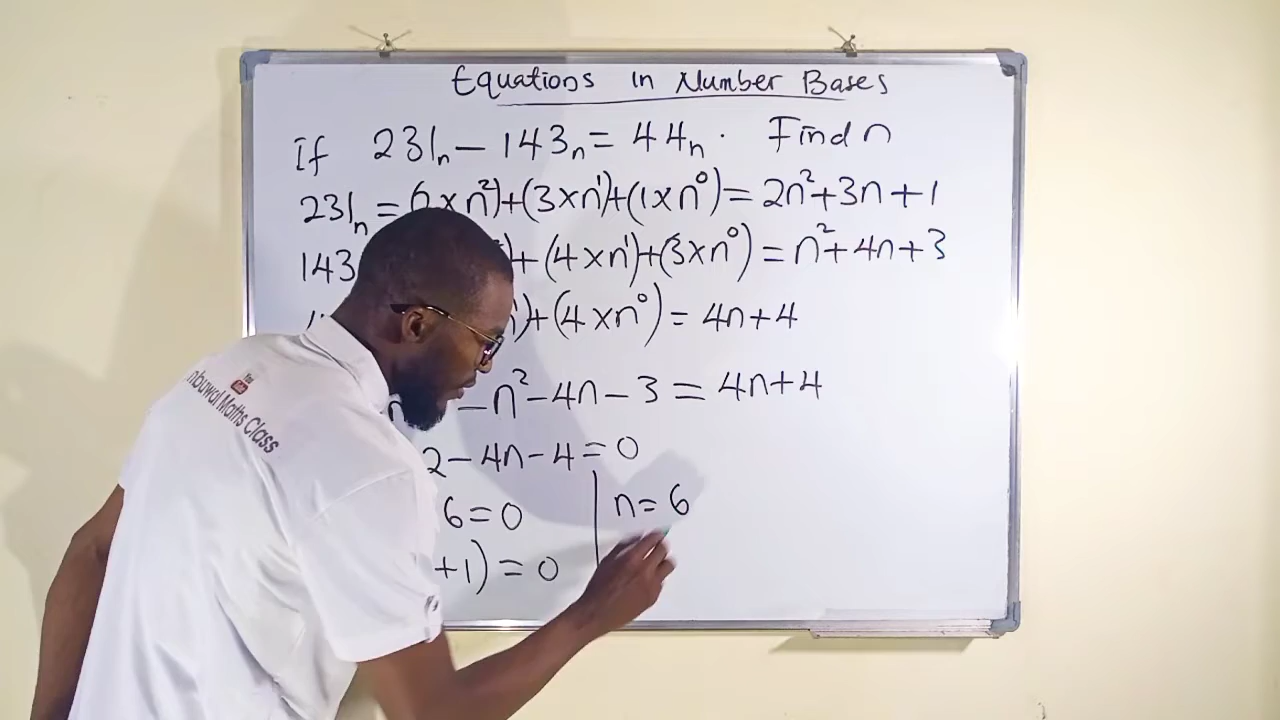 Equations in Number Bases
If 231ₙ – 143ₙ = 44ₙ. Find n
231ₙ = (2 × n²) + (3 × n¹) + (1 × n⁰) = 2n² + 3n + 1
143 + (4 × n¹) + (3 × n⁰) = n² + 4n + 3
¹) + (4 × n⁰) = 4n + 4
– n² – 4n – 3 = 4n + 4
2 – 4n – 4 = 0
6 = 0
+1) = 0
n = 6
Maths Class